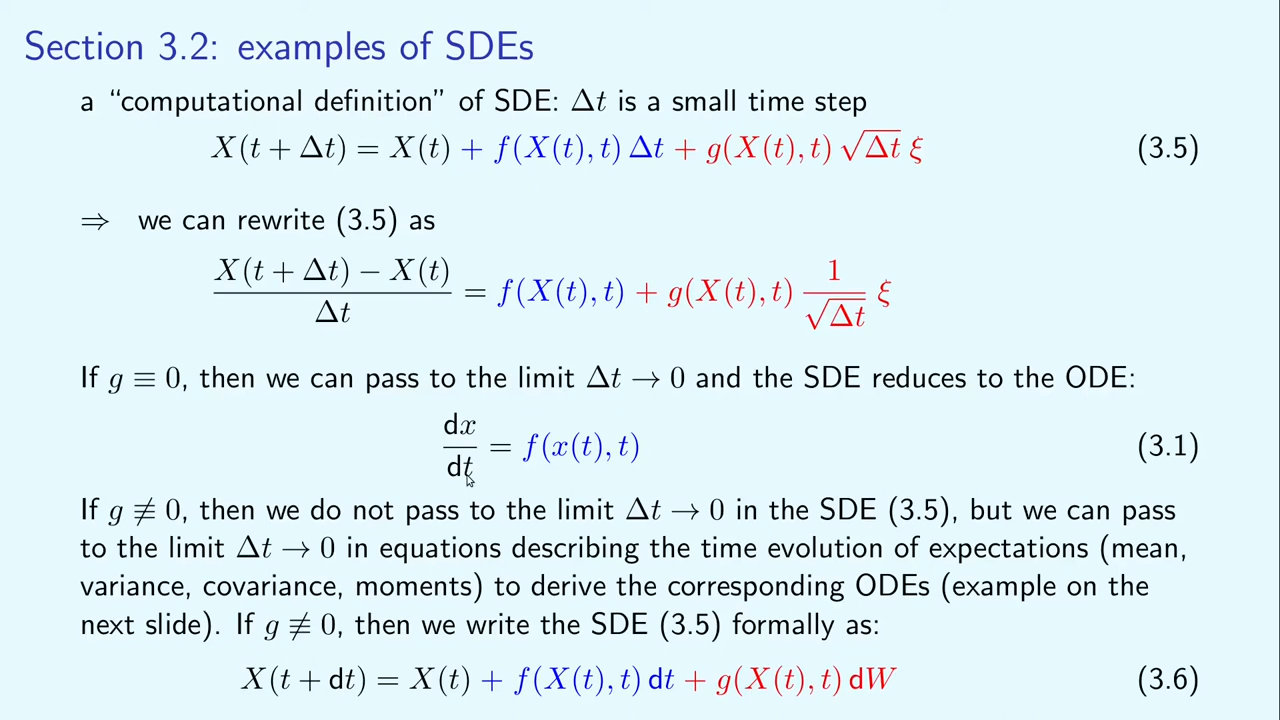 Section 3.2: examples of SDEs
a “computational definition” of SDE: Δt is a small time step
X(t + Δt) = X(t) + f(X(t), t) Δt + g(X(t), t) √Δt ξ (3.5)
⇒ we can rewrite (3.5) as
(X(t + Δt) − X(t)) / Δt = f(X(t), t) + g(X(t), t) 1/√Δt ξ
If g ≡ 0, then we can pass to the limit Δt → 0 and the SDE reduces to the ODE:
dx/dt = f(x(t), t) (3.1)
If g ≢ 0, then we do not pass to the limit Δt → 0 in the SDE (3.5), but we can pass
to the limit Δt → 0 in equations describing the time evolution of expectations (mean,
variance, covariance, moments) to derive the corresponding ODEs (example on the
next slide). If g ≢ 0, then we write the SDE (3.5) formally as:
X(t + dt) = X(t) + f(X(t), t) dt + g(X(t), t) dW (3.6)